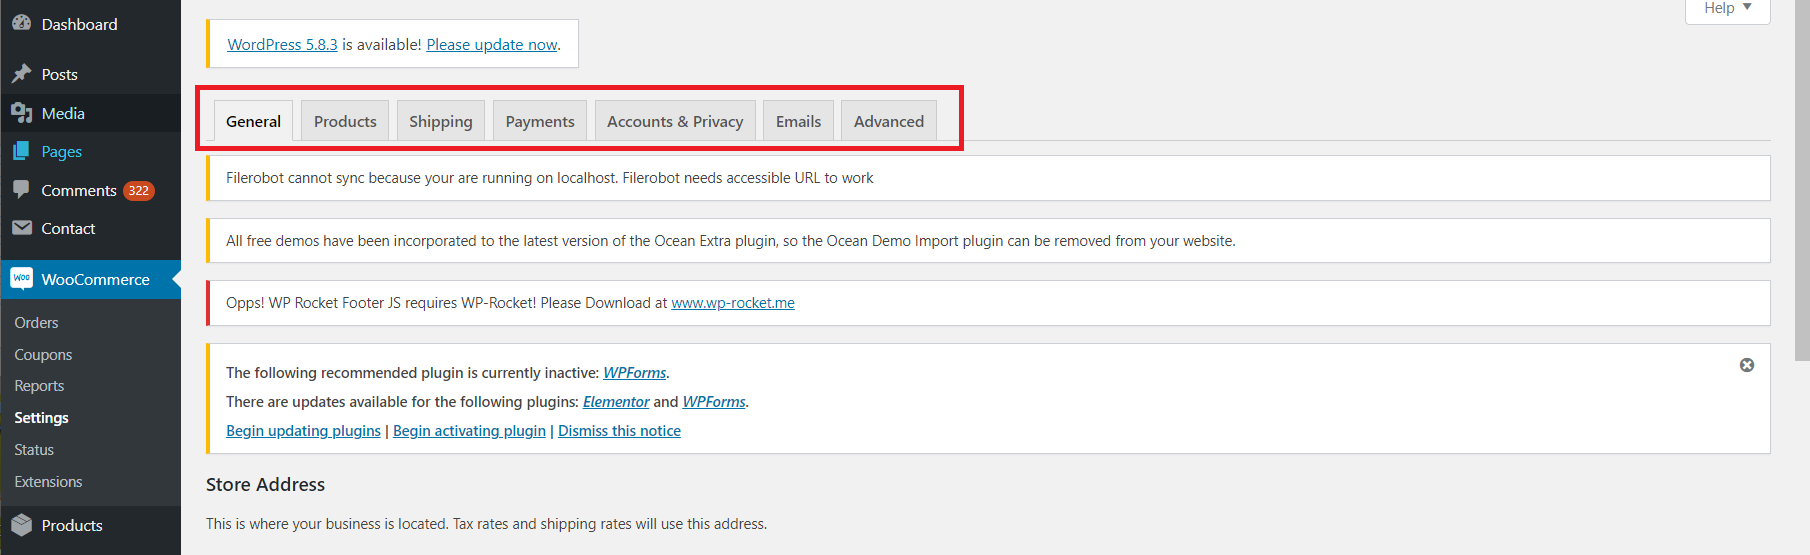 Dashboard
Posts
Media
Pages
Comments 322
Contact
Woo WooCommerce
Orders
Coupons
Reports
Settings
Status
Extensions
Products
Help
WordPress 5.8.3 is available! Please update now.
General Products Shipping Payments Accounts & Privacy Emails Advanced
Filerobot cannot sync because your are running on localhost. Filerobot needs accessible URL to work
All free demos have been incorporated to the latest version of the Ocean Extra plugin, so the Ocean Demo Import plugin can be removed from your website.
Opps! WP Rocket Footer JS requires WP-Rocket! Please Download at www.wp-rocket.me
The following recommended plugin is currently inactive: WPForms.
There are updates available for the following plugins: Elementor and WPForms.
Begin updating plugins | Begin activating plugin | Dismiss this notice
Store Address
This is where your business is located. Tax rates and shipping rates will use this address.